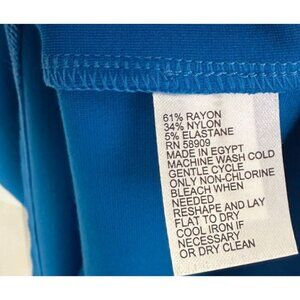 61% RAYON
34% NYLON
5% ELASTANE
RN 58909
MADE IN EGYPT
MACHINE WASH COLD
GENTLE CYCLE
ONLY NON-CHLORINE
BLEACH WHEN
NEEDED
RESHAPE AND LAY
FLAT TO DRY
COOL IRON IF
NECESSARY
OR DRY CLEAN